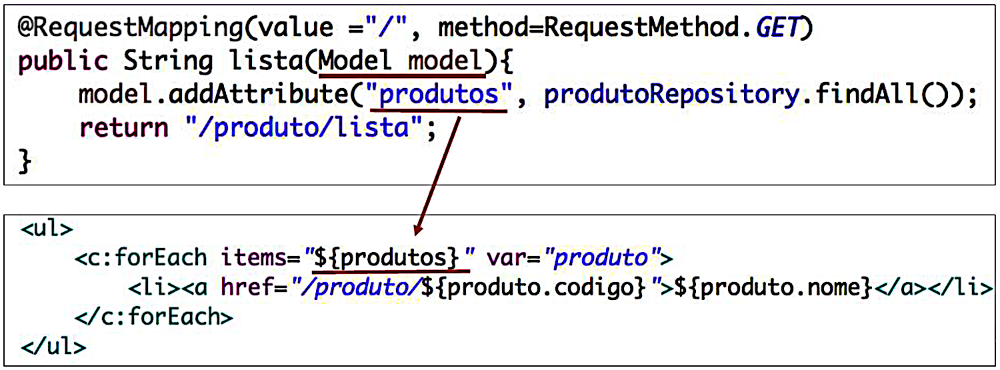 @RequestMapping(value ="/", method=RequestMethod.GET)
public String lista(Model model){
model.addAttribute("produtos", produtoRepository.findAll());
return "/produto/lista";
}
<ul>
<c:forEach items="${produtos}" var="produto">
<li><a href="/produto/${produto.codigo}">${produto.nome}</a></li>
</c:forEach>
</ul>